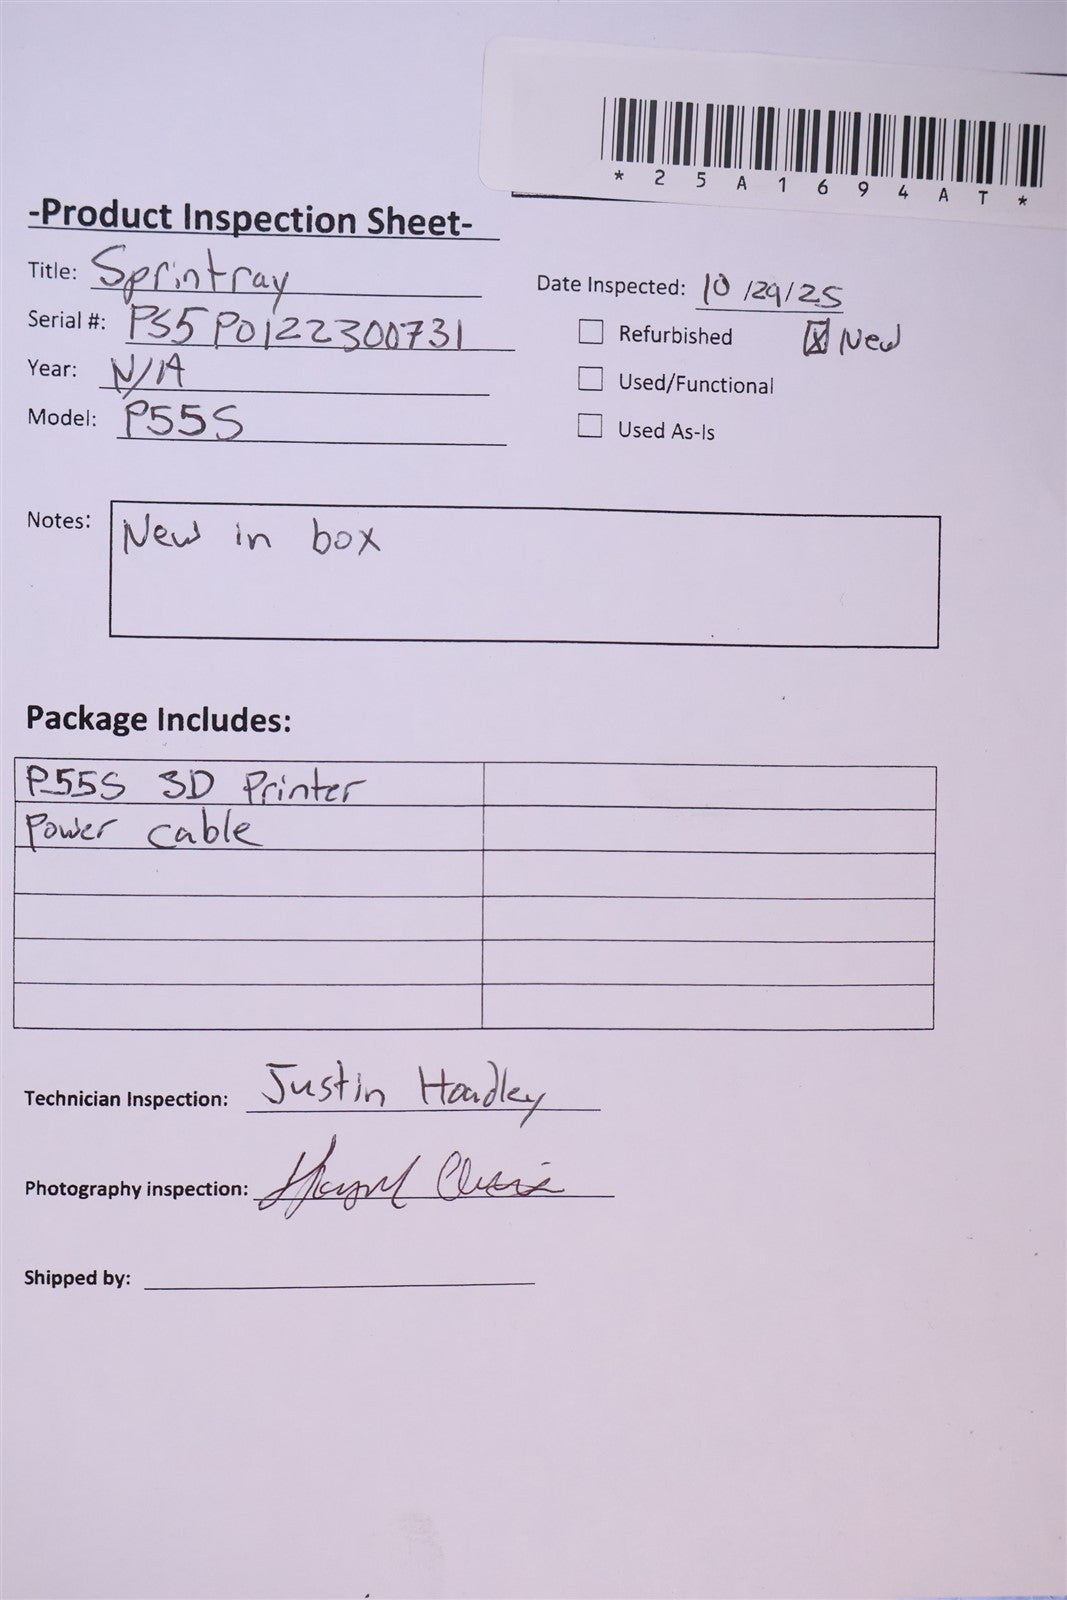 *25A1694AT*
-Product Inspection Sheet-
Title: Sprintray
Date Inspected: 10/29/25
Serial #: PS5P0122300731
Refurbished
New
Year: N/A
Used/Functional
Model: P55S
Used As-Is
Notes: New in box
Package Includes:
P55S 3D Printer
Power cable
Technician Inspection: Justin Hoadley
Photography inspection:
Shipped by: